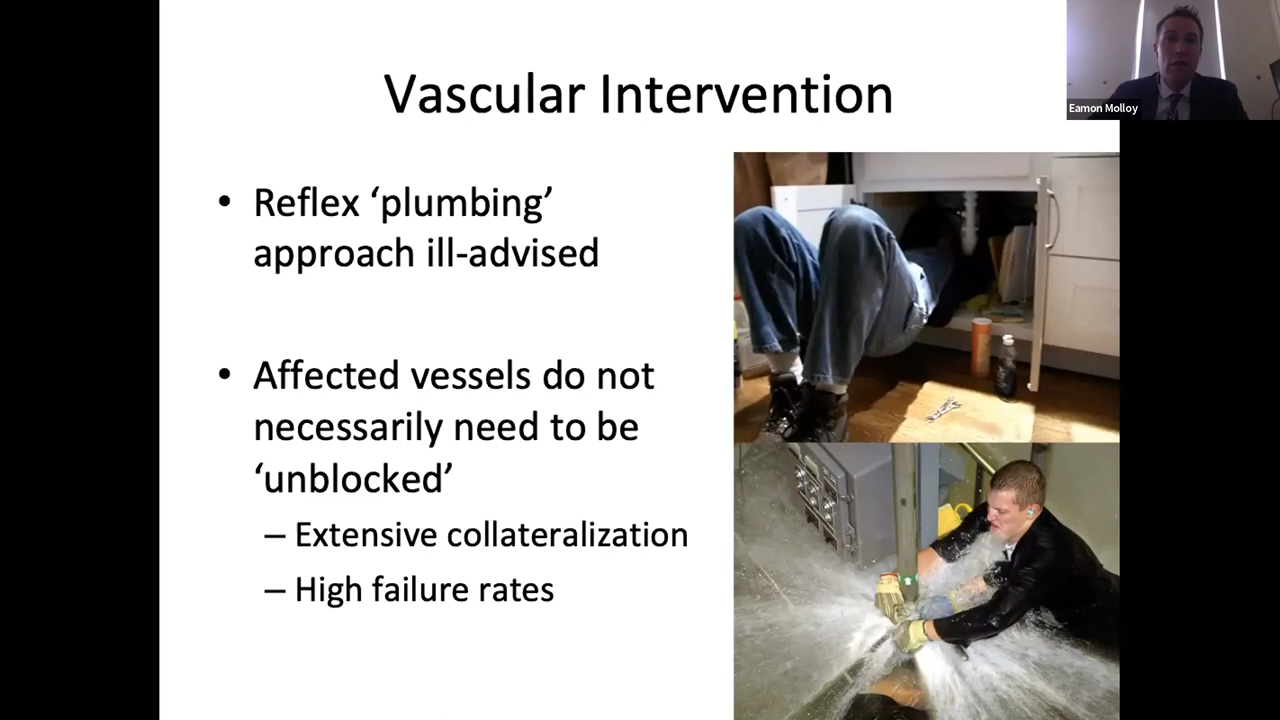 Vascular Intervention
Eamon Molloy
• Reflex ‘plumbing’
approach ill-advised
• Affected vessels do not
necessarily need to be
‘unblocked’
– Extensive collateralization
– High failure rates